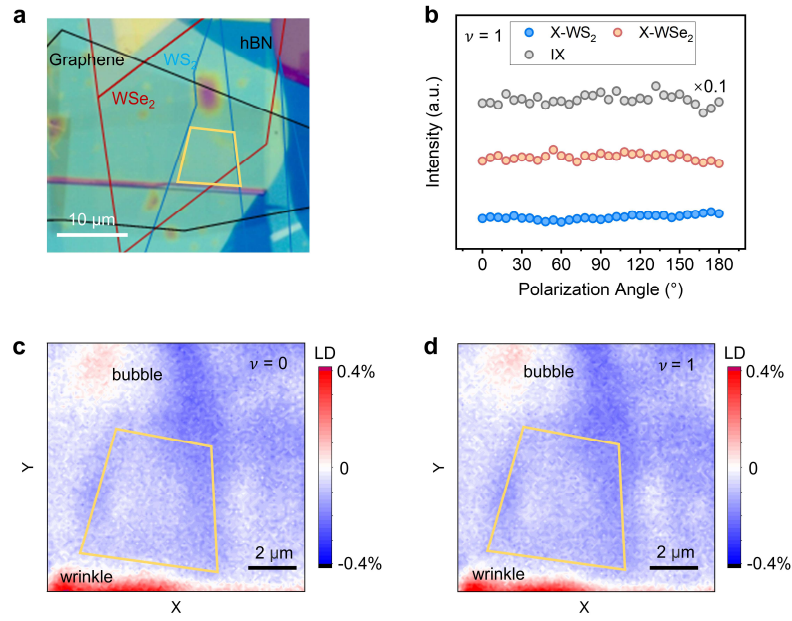 a
Graphene
WS₂
hBN
WSe₂
10 μm
b
ν = 1
X-WS₂
X-WSe₂
IX
×0.1
Intensity (a.u.)
0 30 60 90 120 150 180
Polarization Angle (°)
c
bubble
ν = 0
LD
0.4%
0
-0.4%
Y
2 μm
wrinkle
X
d
bubble
ν = 1
LD
0.4%
0
-0.4%
Y
2 μm
wrinkle
X